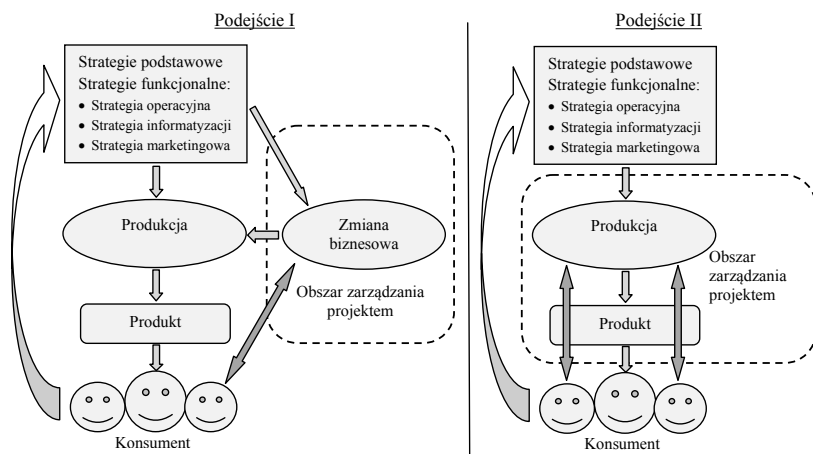 Podejście I
Strategie podstawowe
Strategie funkcjonalne:
• Strategia operacyjna
• Strategia informatyzacji
• Strategia marketingowa
Produkcja
Zmiana
biznesowa
Obszar zarządzania
projektem
Produkt
Konsument
Podejście II
Strategie podstawowe
Strategie funkcjonalne:
• Strategia operacyjna
• Strategia informatyzacji
• Strategia marketingowa
Produkcja
Obszar
zarządzania
projektem
Produkt
Konsument